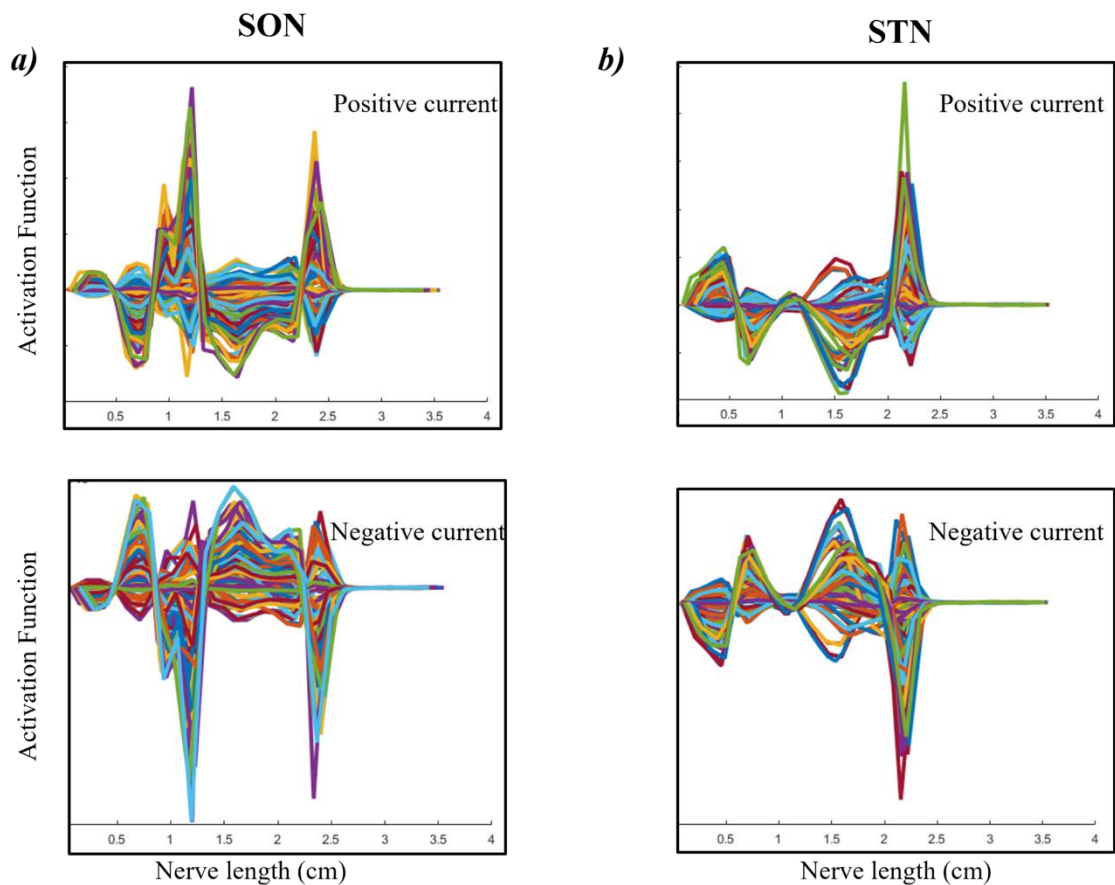 SON
STN
a)
b)
Positive current
Positive current
Activation Function
0.5 1 1.5 2 2.5 3 3.5 4
0.5 1 1.5 2 2.5 3 3.5 4
Negative current
Negative current
Activation Function
0.5 1 1.5 2 2.5 3 3.5 4
0.5 1 1.5 2 2.5 3 3.5 4
Nerve length (cm)
Nerve length (cm)